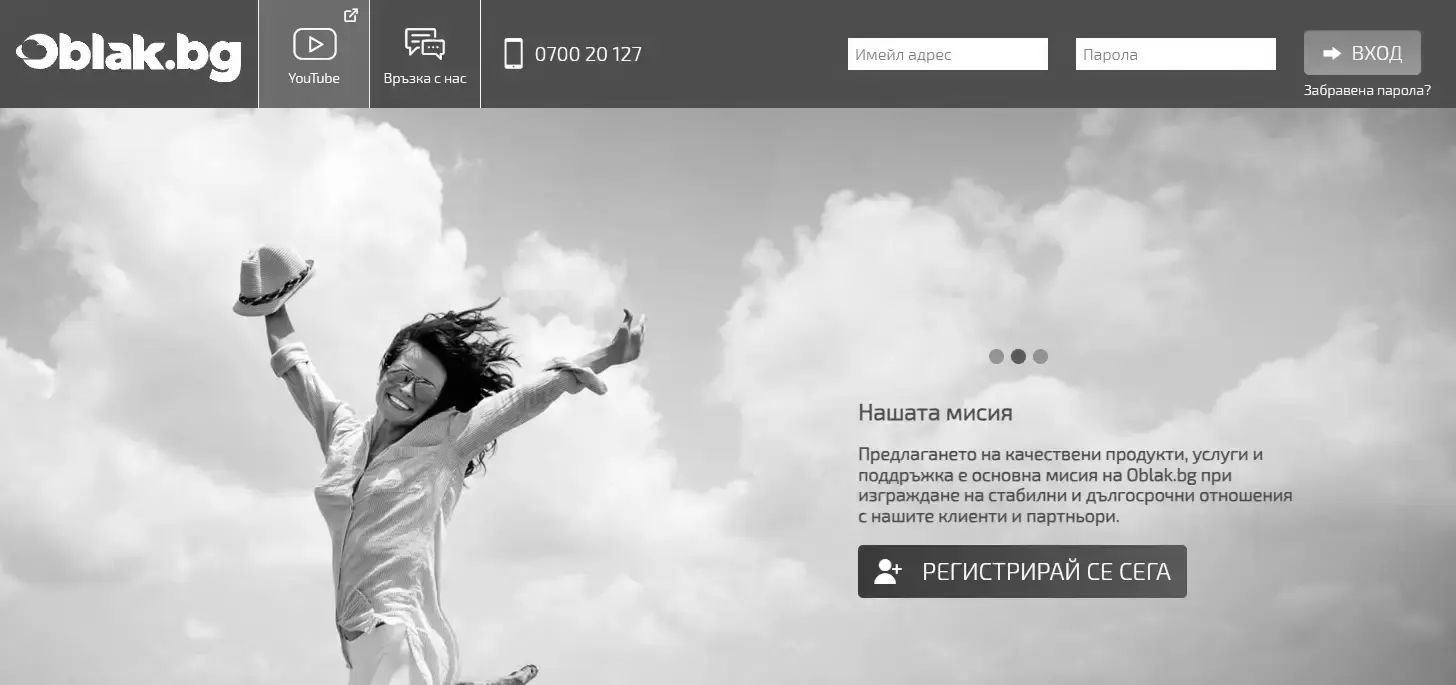 Oblak.bg
YouTube
Връзка с нас
0700 20 127
Имейл адрес
Парола
ВХОД
Забравена парола?
Нашата мисия
Предлагането на качествени продукти, услуги и
поддръжка е основна мисия на Oblak.bg при
изграждане на стабилни и дългосрочни отношения
с нашите клиенти и партньори.
РЕГИСТРИРАЙ СЕ СЕГА